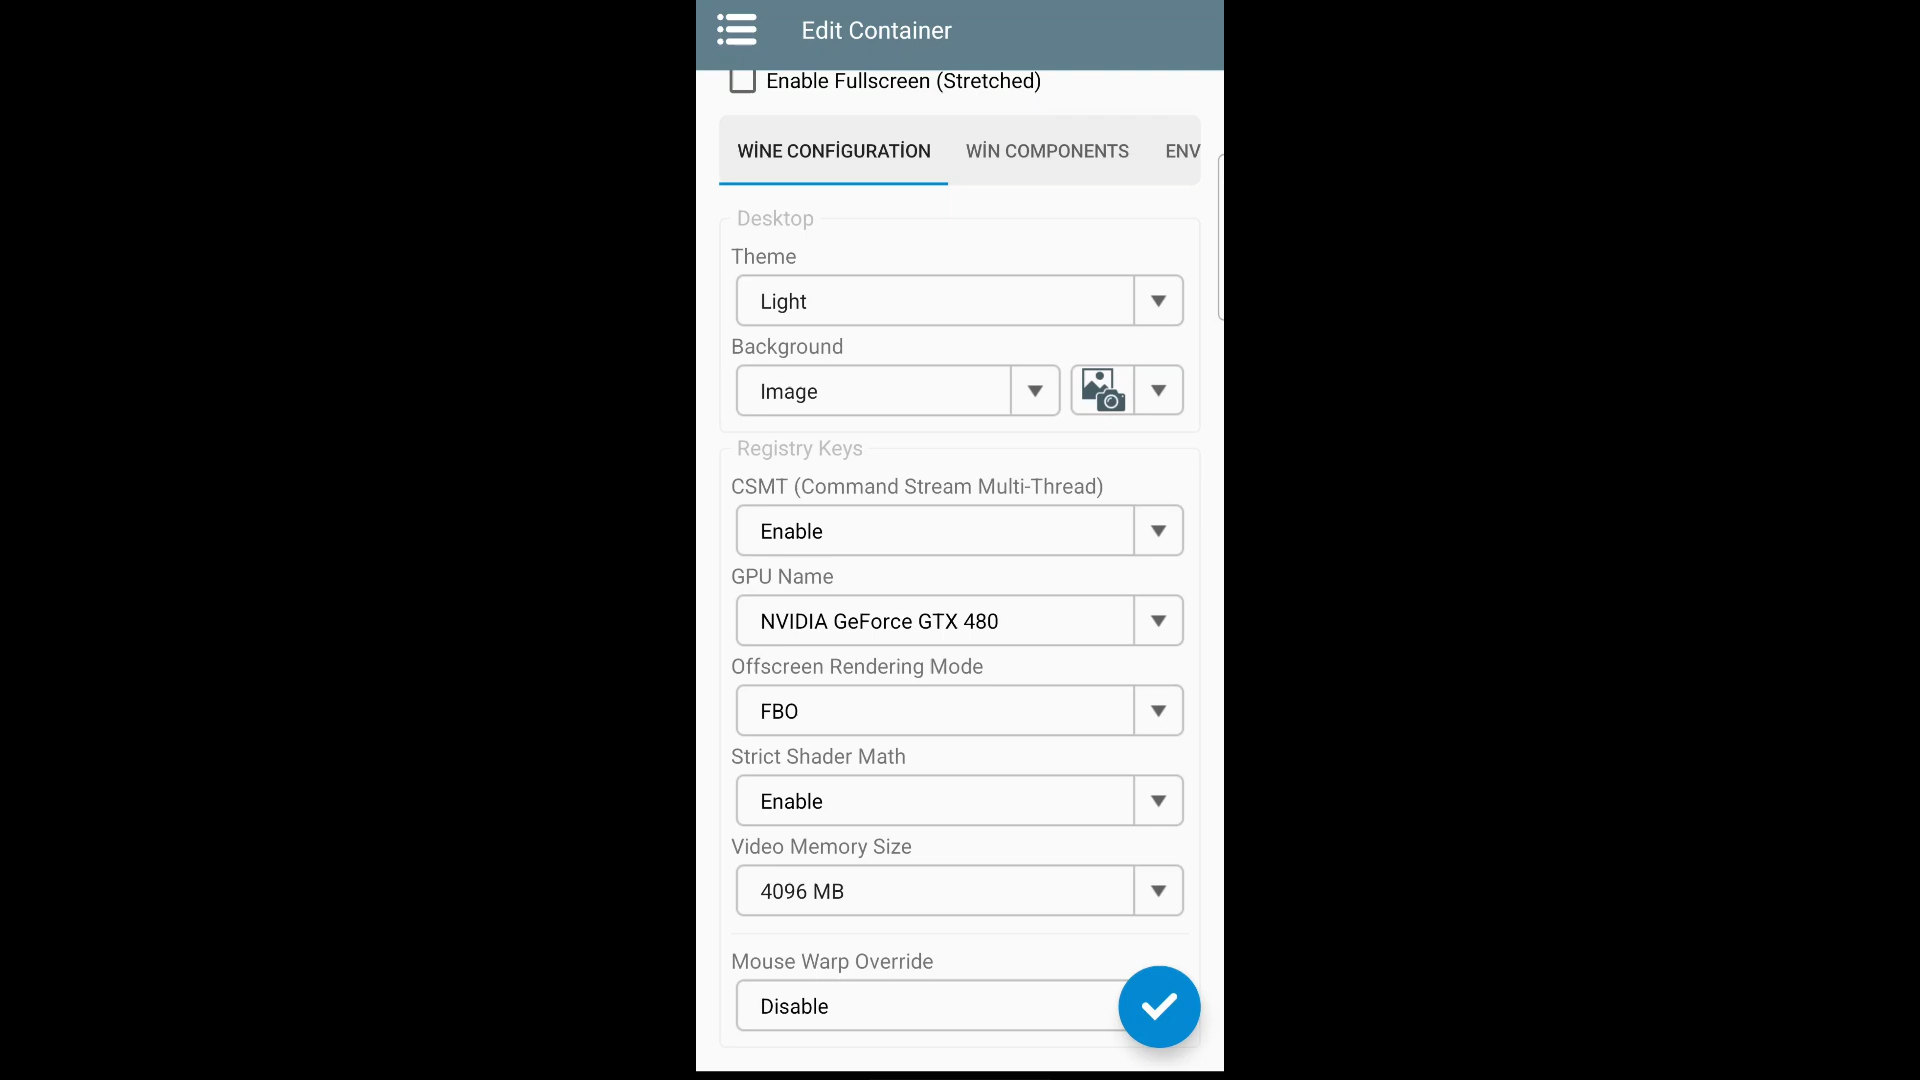 Edit Container
Enable Fullscreen (Stretched)
WİNE CONFİGURATİON WİN COMPONENTS ENV
Desktop
Theme
Light
Background
Image
Registry Keys
CSMT (Command Stream Multi-Thread)
Enable
GPU Name
NVIDIA GeForce GTX 480
Offscreen Rendering Mode
FBO
Strict Shader Math
Enable
Video Memory Size
4096 MB
Mouse Warp Override
Disable